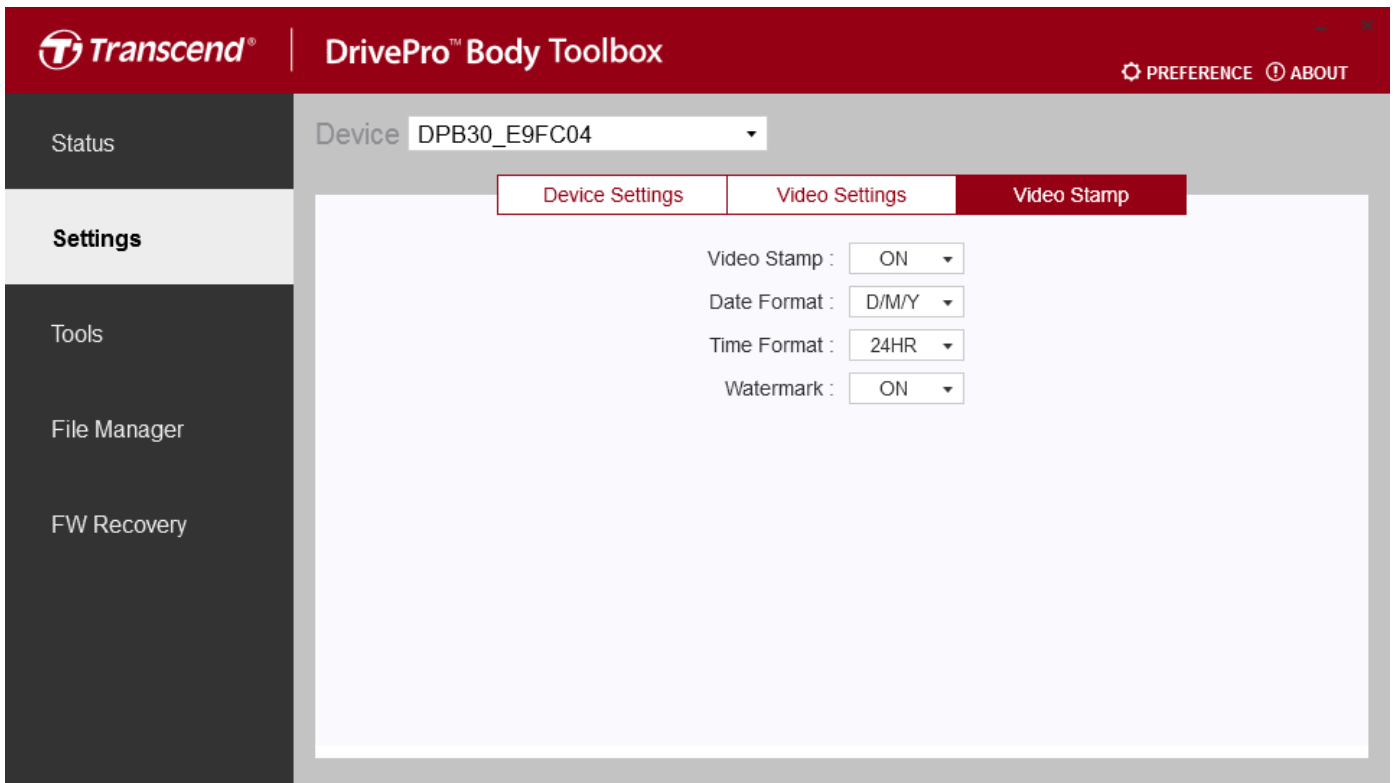 Transcend®
DrivePro™ Body Toolbox
PREFERENCE ABOUT
Status
Settings
Tools
File Manager
FW Recovery
Device DPB30_E9FC04
Device Settings Video Settings Video Stamp
Video Stamp : ON
Date Format : D/M/Y
Time Format : 24HR
Watermark : ON